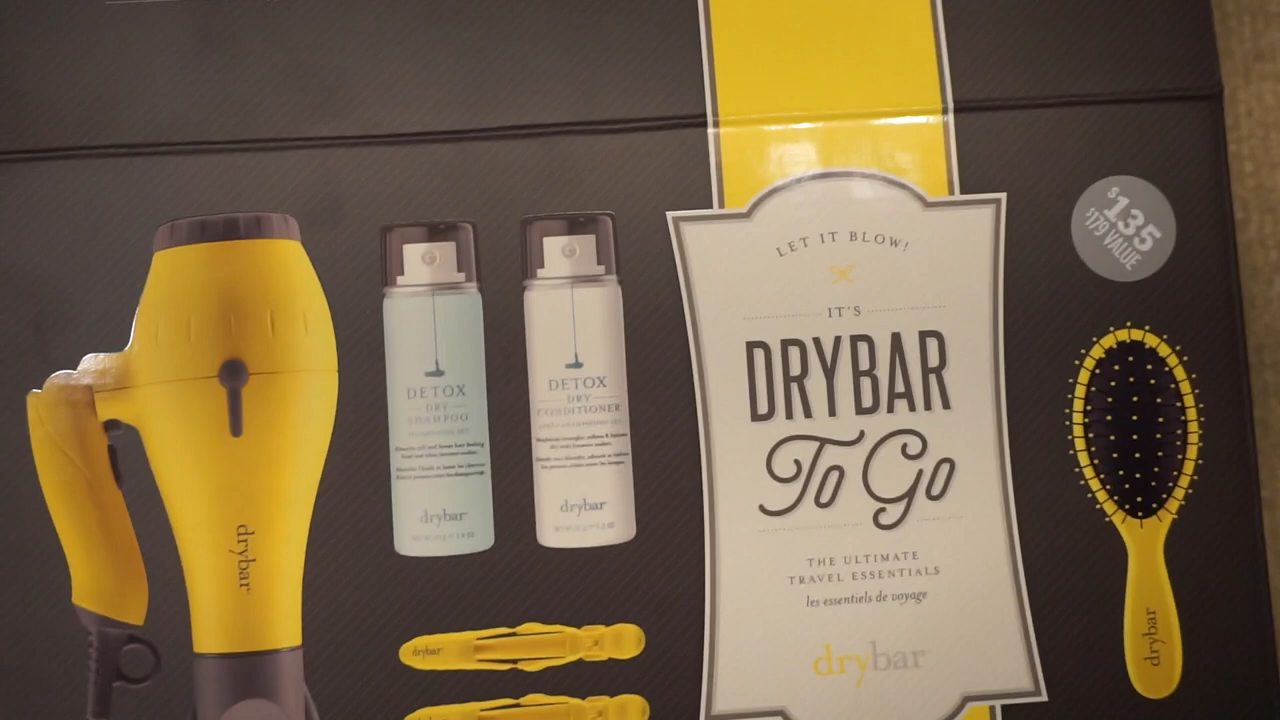 LET IT BLOW!
IT'S
DRYBAR
To Go
THE ULTIMATE
TRAVEL ESSENTIALS
les essentiels de voyage
drybar
$135
$179 VALUE
drybar
DETOX
DRY
SHAMPOO
drybar
DETOX
DRY
CONDITIONER
drybar
drybar
drybar